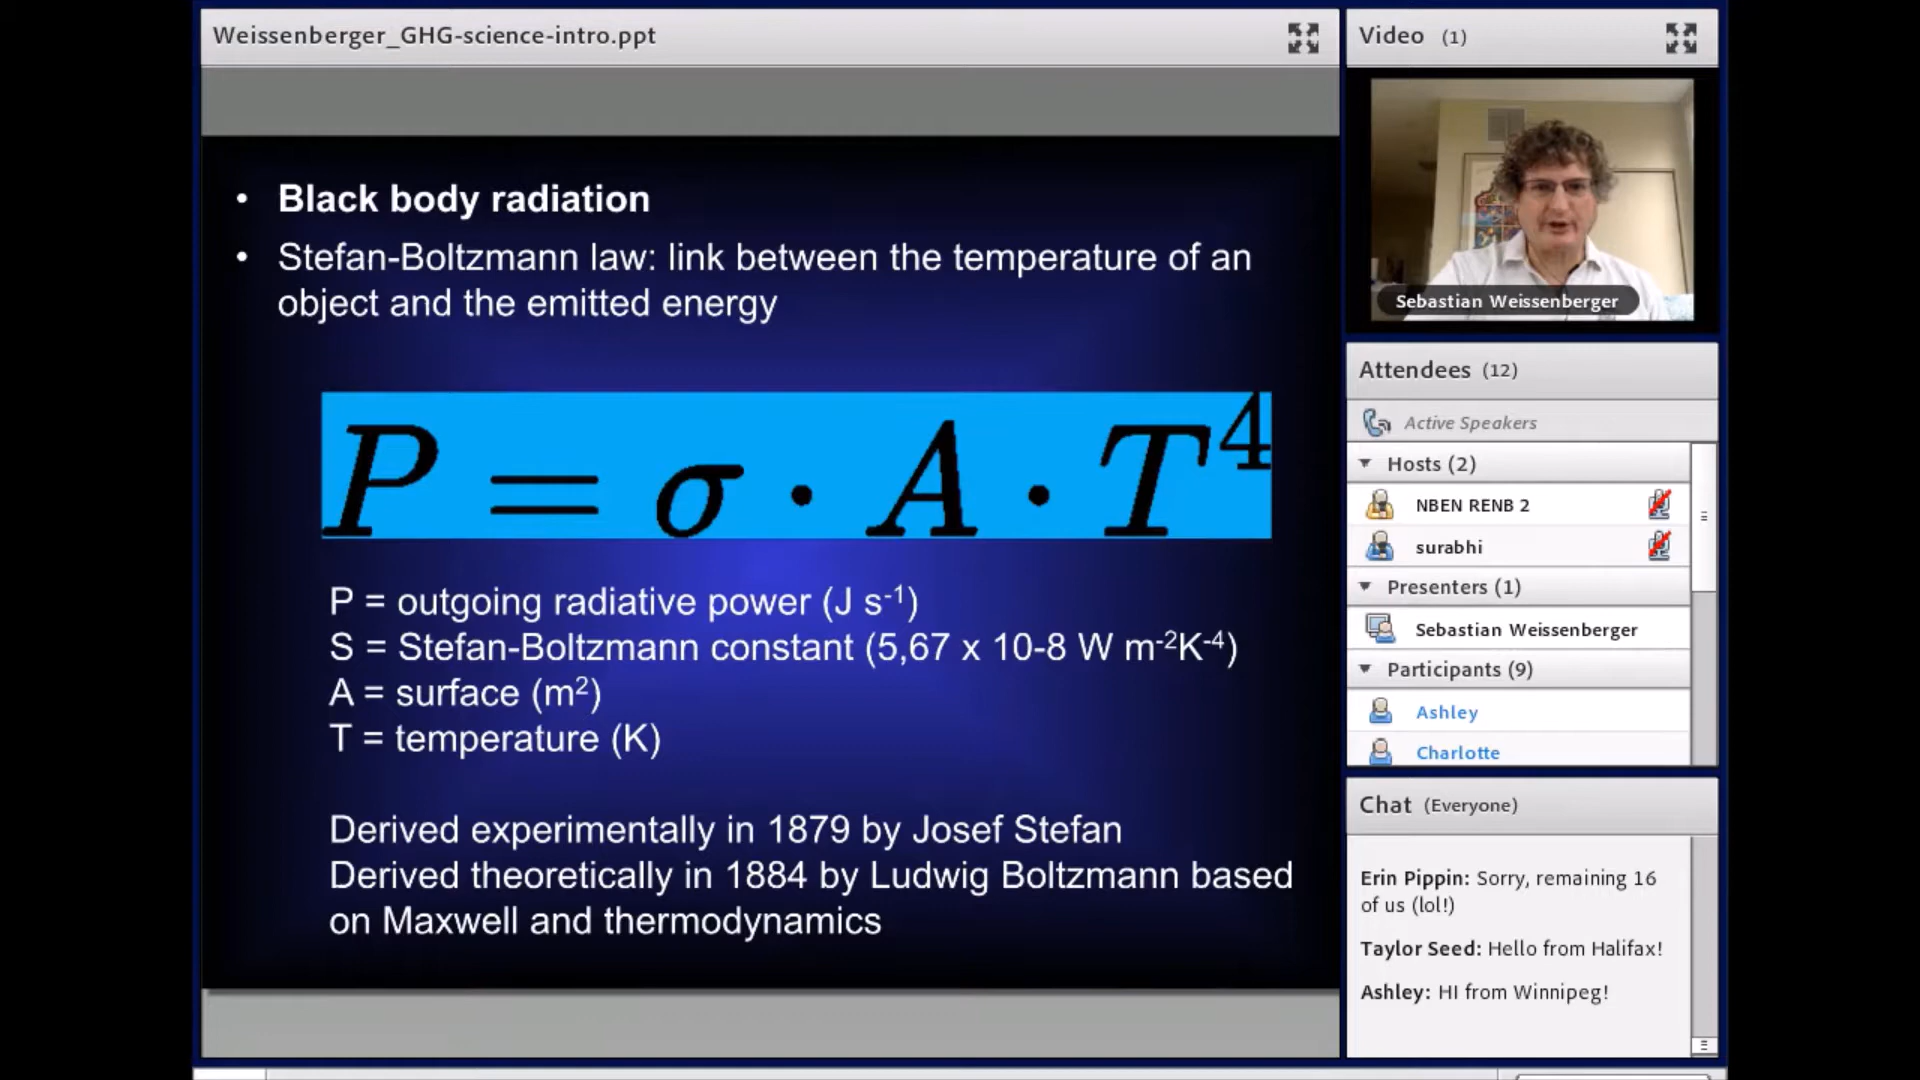 Weissenberger_GHG-science-intro.ppt
• Black body radiation
• Stefan-Boltzmann law: link between the temperature of an
object and the emitted energy
P = σ · A · T⁴
P = outgoing radiative power (J s⁻¹)
S = Stefan-Boltzmann constant (5,67 x 10-8 W m⁻²K⁻⁴)
A = surface (m²)
T = temperature (K)
Derived experimentally in 1879 by Josef Stefan
Derived theoretically in 1884 by Ludwig Boltzmann based
on Maxwell and thermodynamics
Video (1)
Sebastian Weissenberger
Attendees (12)
Active Speakers
Hosts (2)
NBEN RENB 2
surabhi
Presenters (1)
Sebastian Weissenberger
Participants (9)
Ashley
Charlotte
Chat (Everyone)
Erin Pippin: Sorry, remaining 16
of us (lol!)
Taylor Seed: Hello from Halifax!
Ashley: HI from Winnipeg!